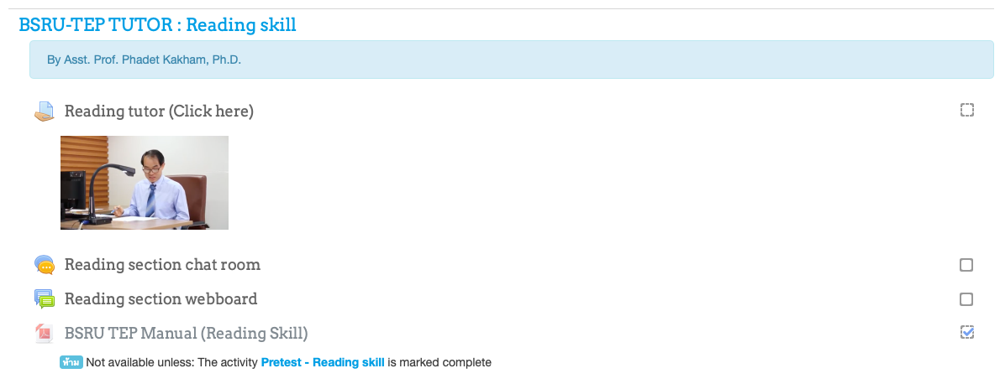 BSRU-TEP TUTOR : Reading skill
By Asst. Prof. Phadet Kakham, Ph.D.
Reading tutor (Click here)
Reading section chat room
Reading section webboard
BSRU TEP Manual (Reading Skill)
ห้าม Not available unless: The activity Pretest - Reading skill is marked complete